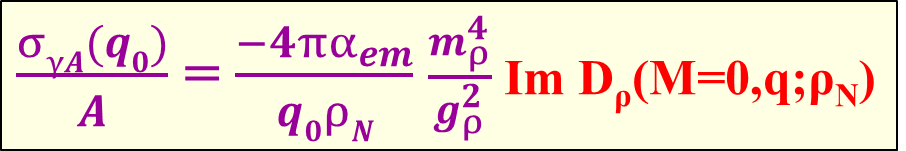 σ_γA(q_0)/A = −4πα_em/(q_0ρ_N) m_ρ^4/g_ρ^2 Im D_ρ(M=0,q;ρ_N)